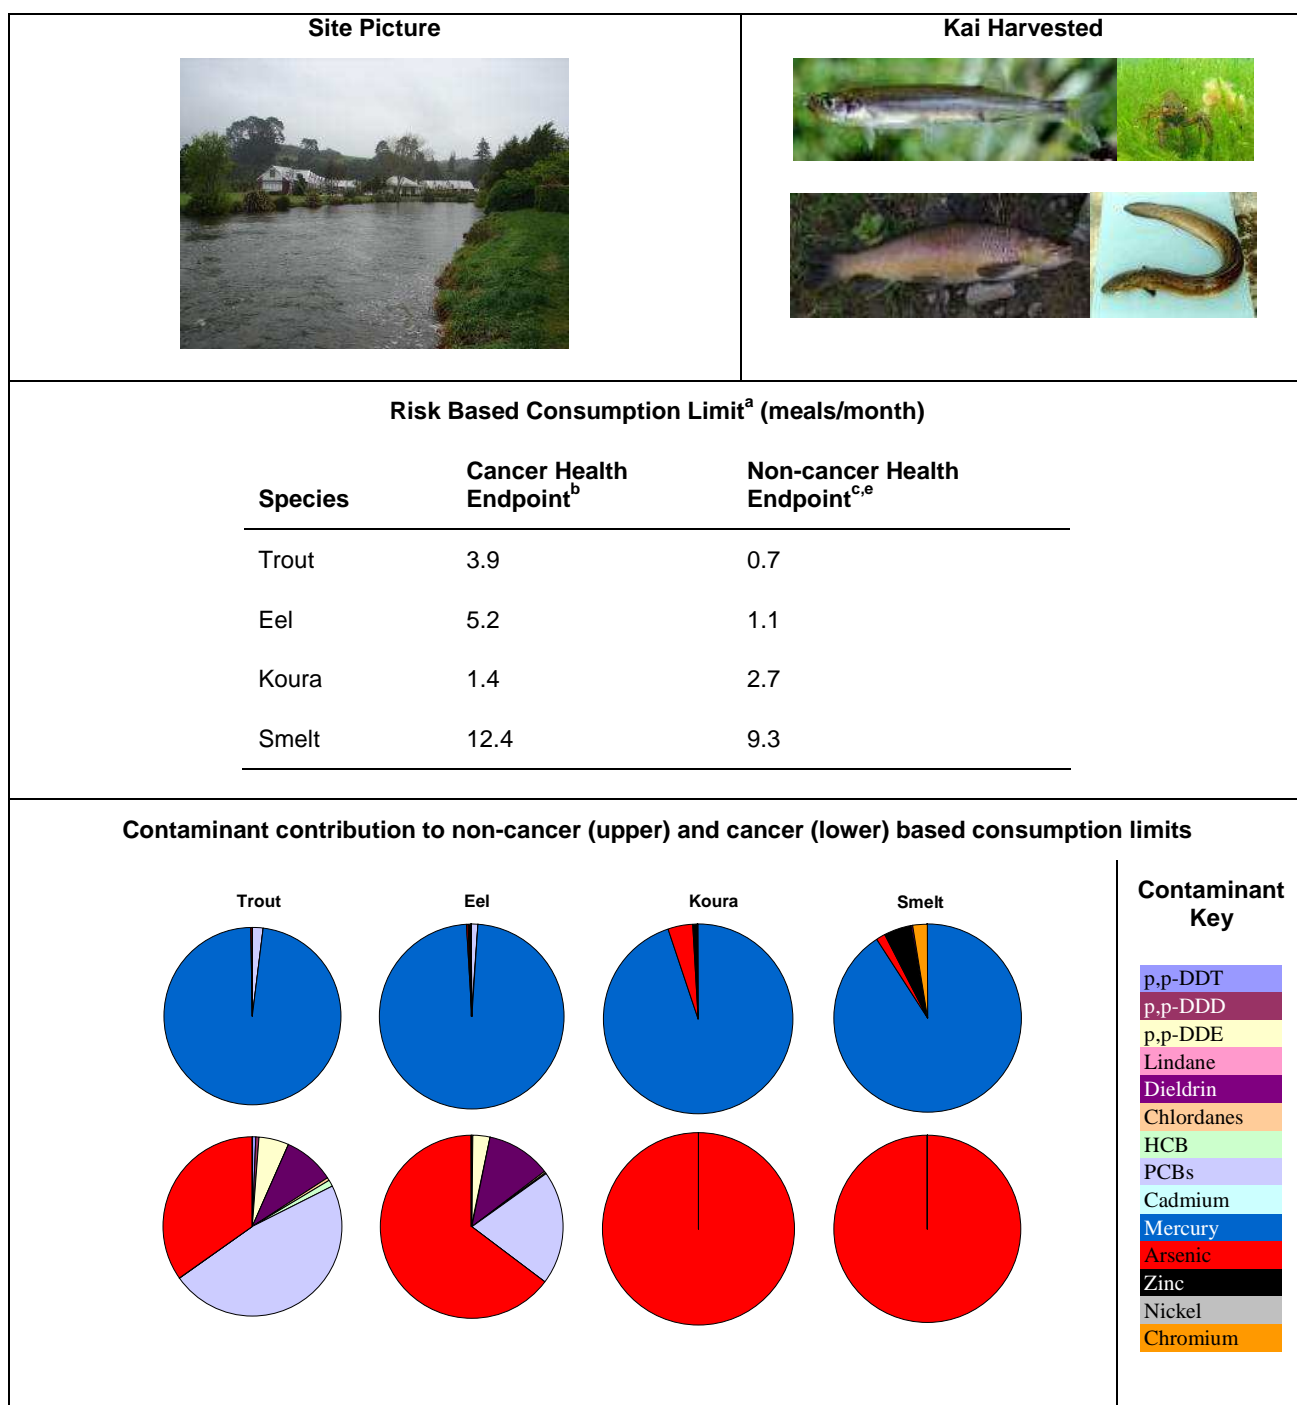 Site Picture
Kai Harvested
Risk Based Consumption Limitᵃ (meals/month)
Species
Cancer Health
Endpointᵇ
Non-cancer Health
Endpointᶜ,ᵉ
Trout 3.9 0.7
Eel 5.2 1.1
Koura 1.4 2.7
Smelt 12.4 9.3
Contaminant contribution to non-cancer (upper) and cancer (lower) based consumption limits
Trout
Eel
Koura
Smelt
Contaminant
Key
p,p-DDT
p,p-DDD
p,p-DDE
Lindane
Dieldrin
Chlordanes
HCB
PCBs
Cadmium
Mercury
Arsenic
Zinc
Nickel
Chromium